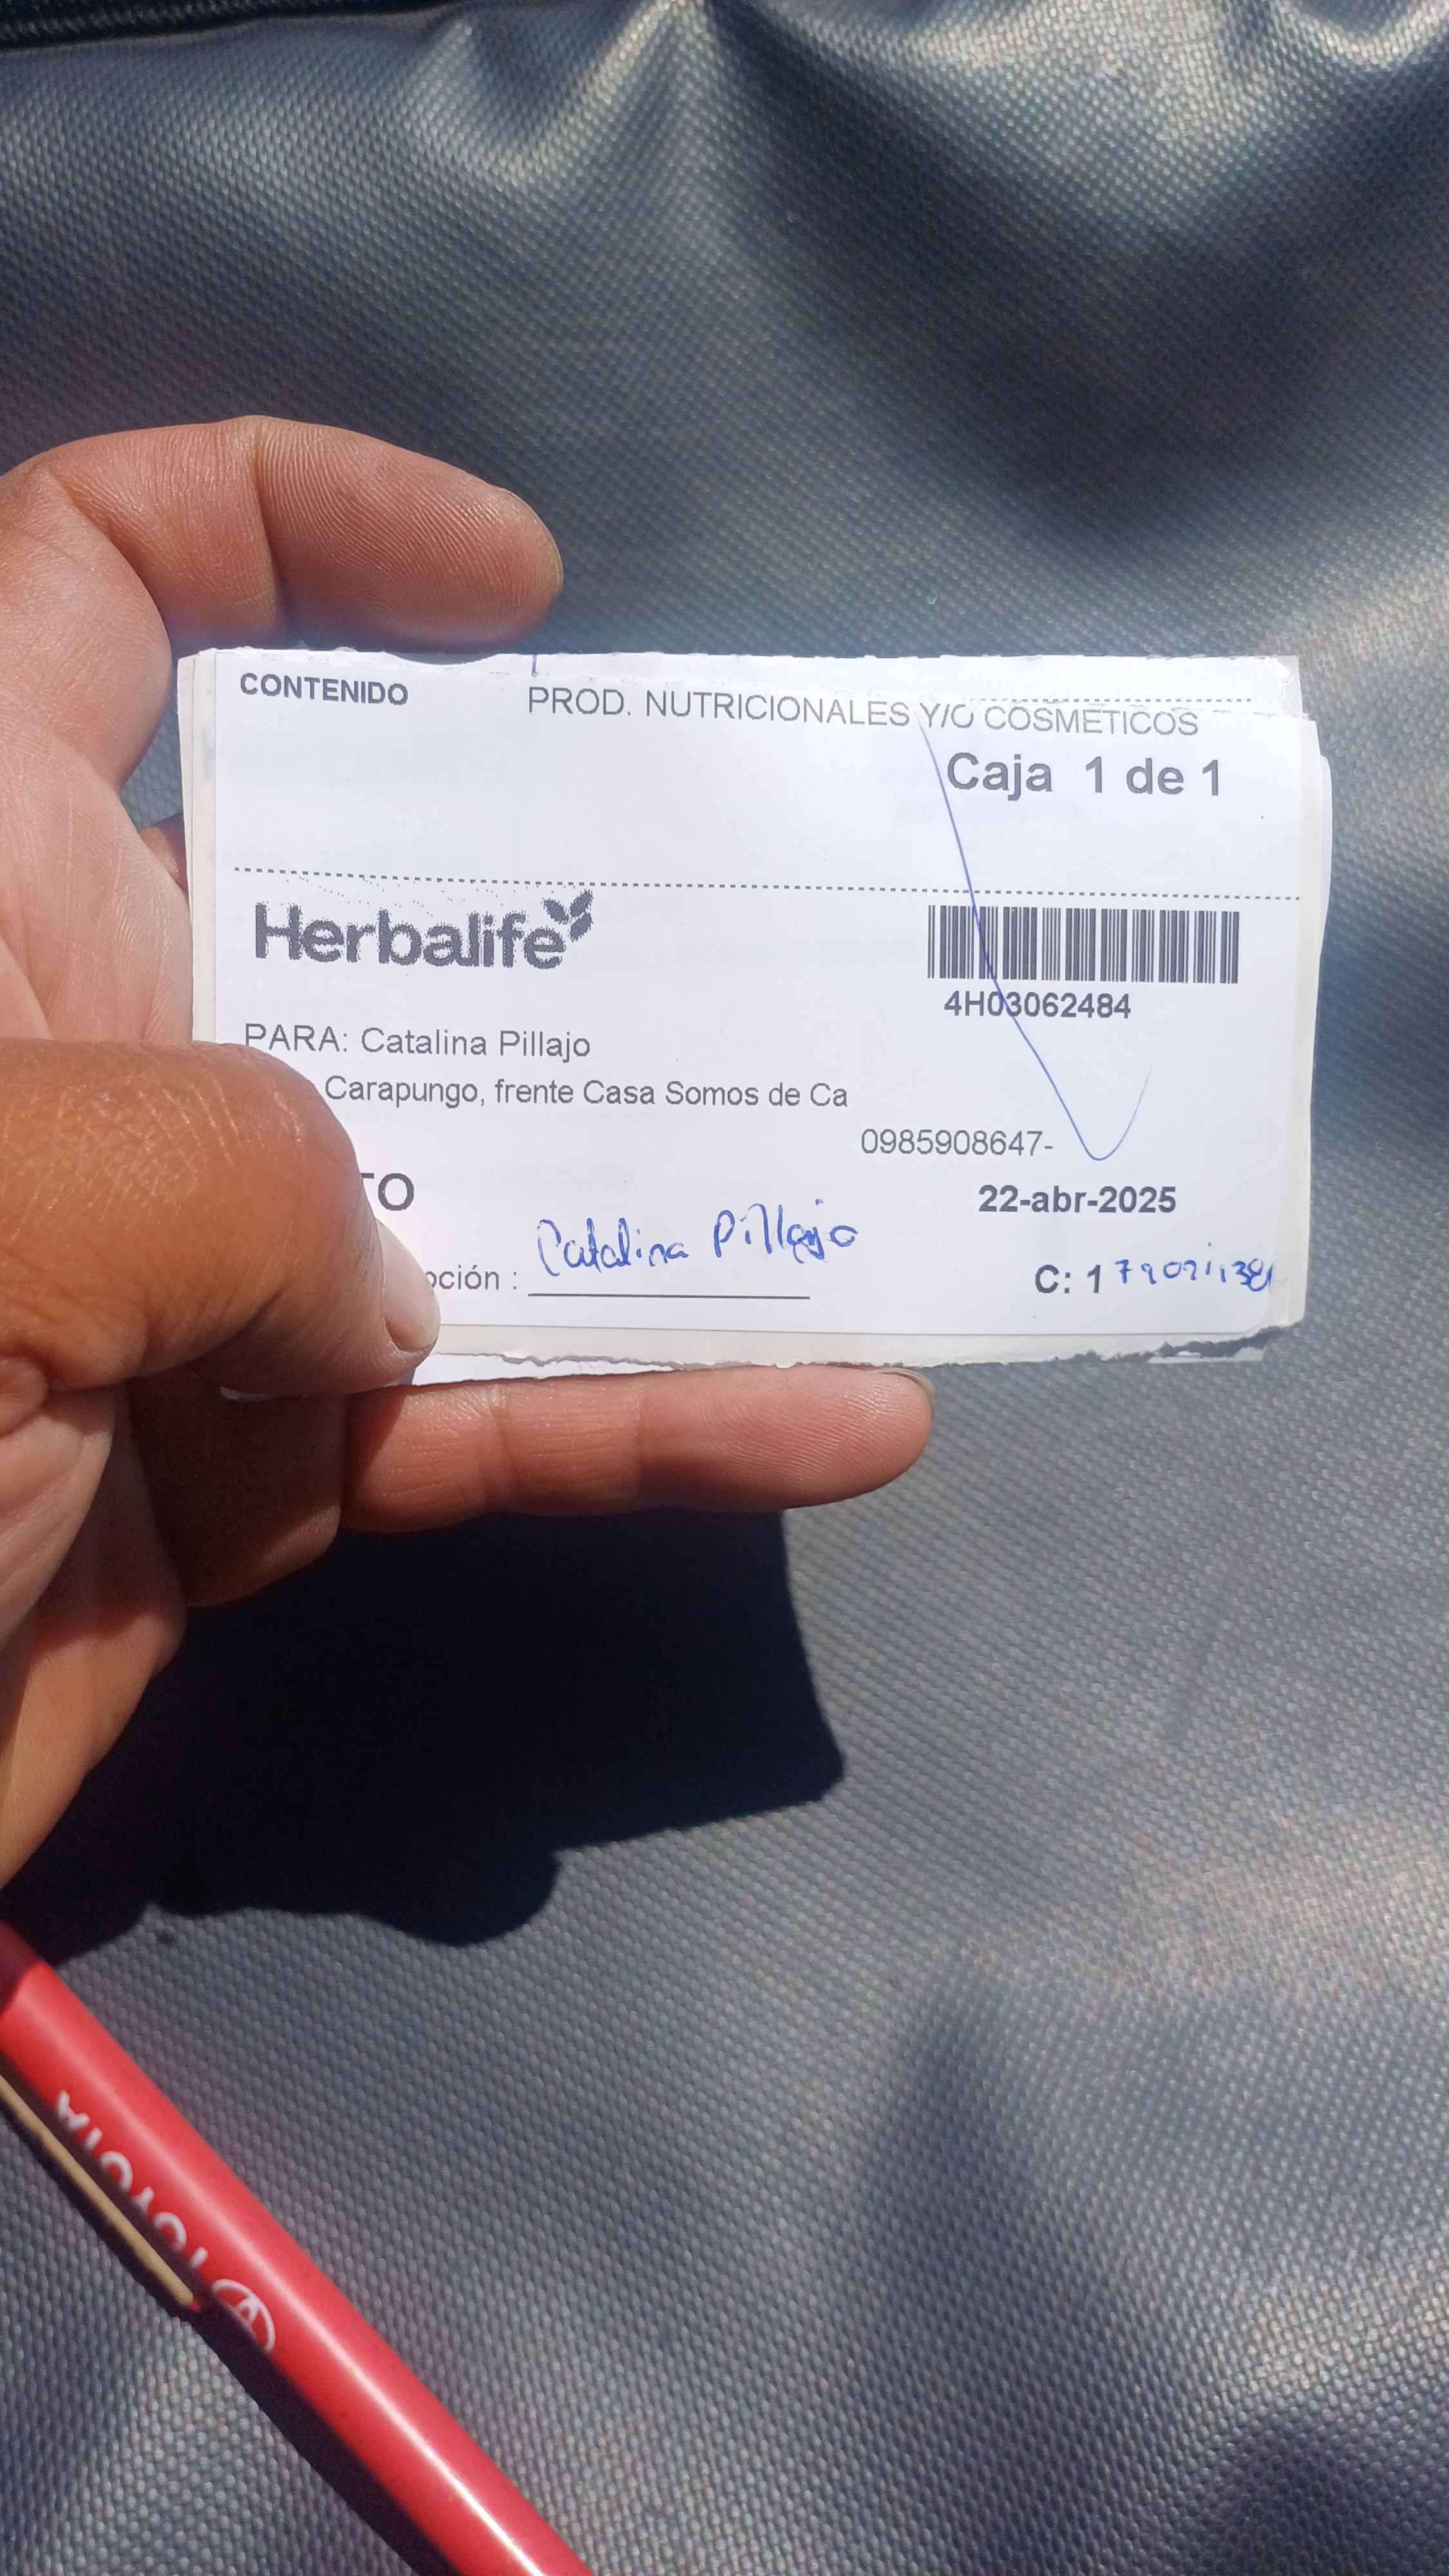 CONTENIDO PROD. NUTRICIONALES Y/O COSMETICOS
Caja 1 de 1
Herbalife
4H03062484
PARA: Catalina Pillajo
Carapungo, frente Casa Somos de Ca
0985908647-
TO
22-abr-2025
Catalina Pillajo
ción :
C: 1
TOYOTA